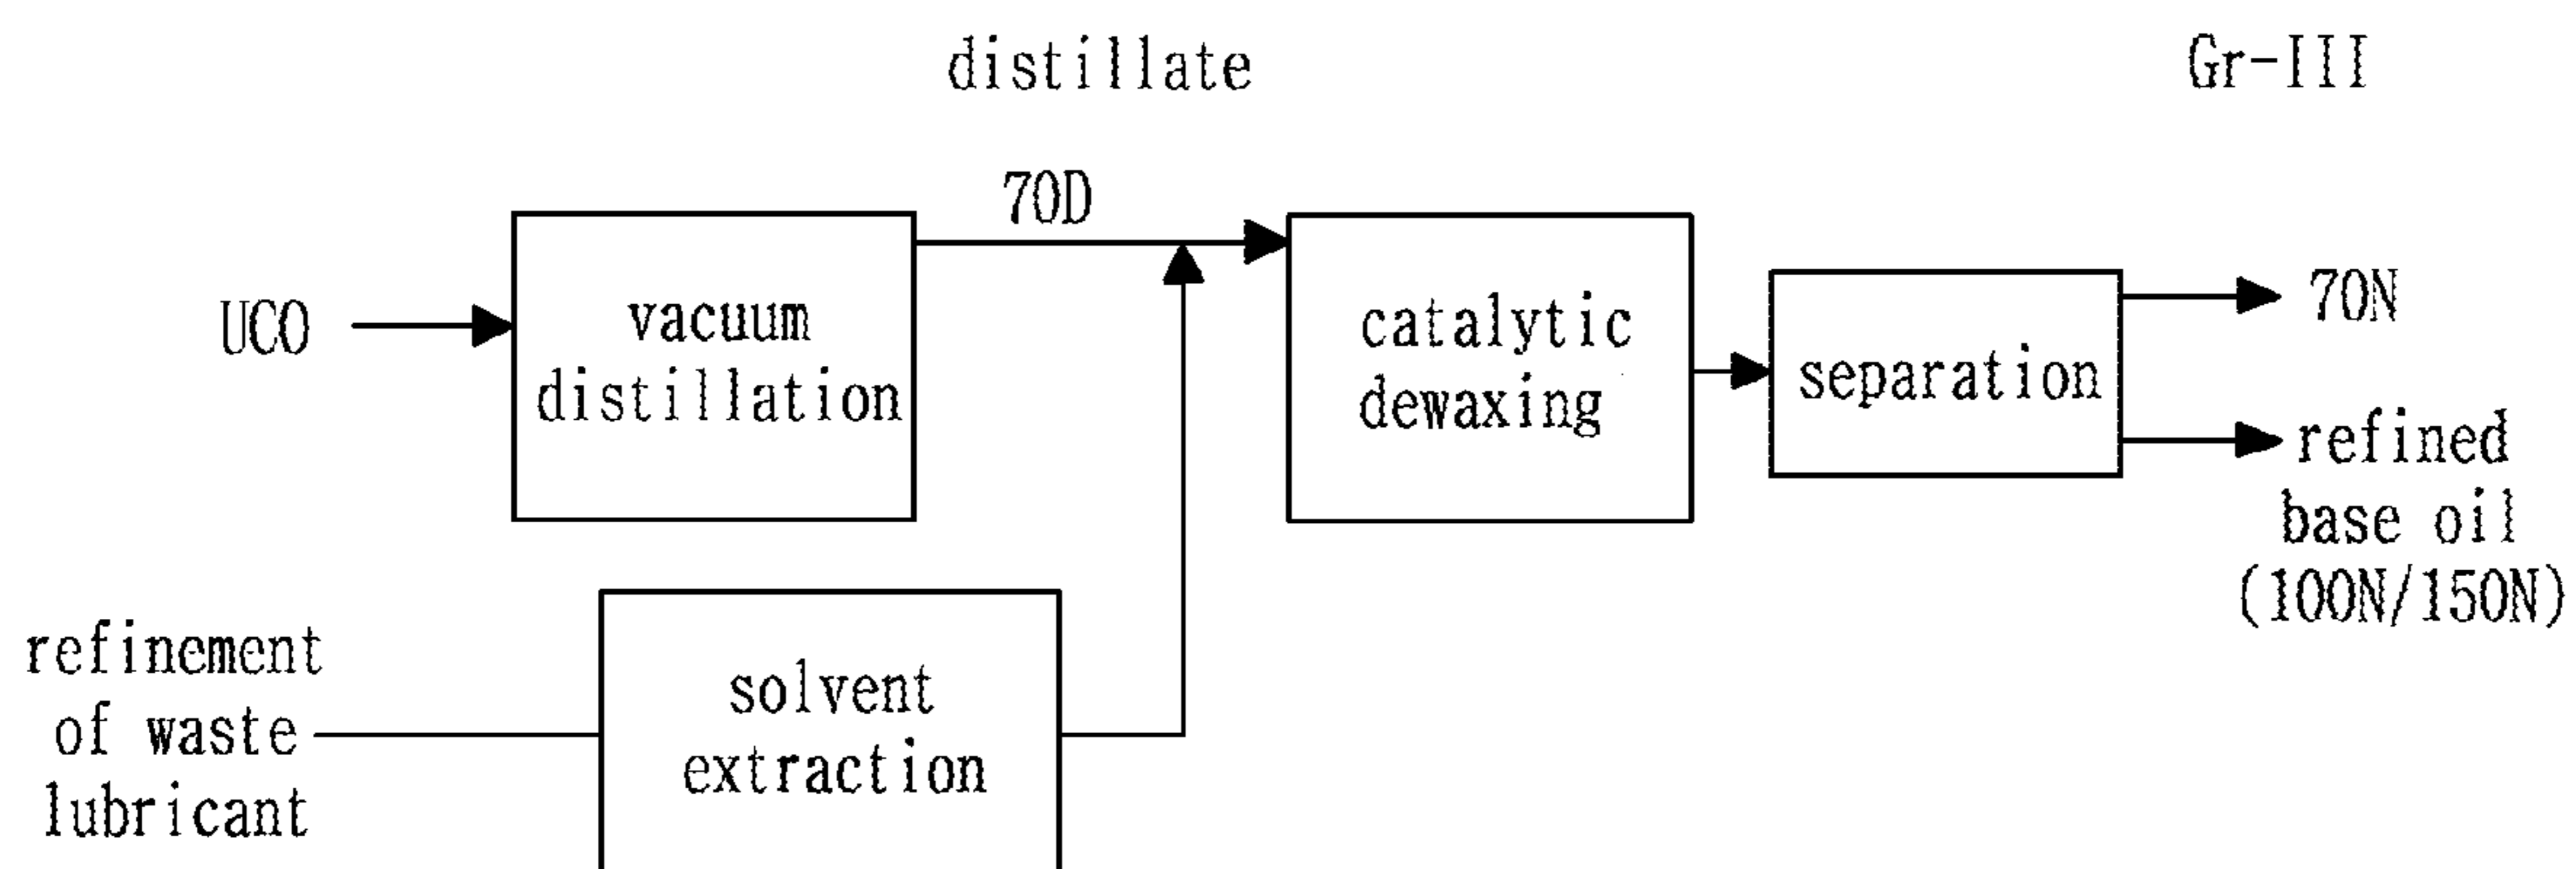 distillate
Gr-III
70D
UCO
vacuum
distillation
catalytic
dewaxing
separation
70N
refined
base oil
(100N/150N)
refinement
of waste
lubricant
solvent
extraction